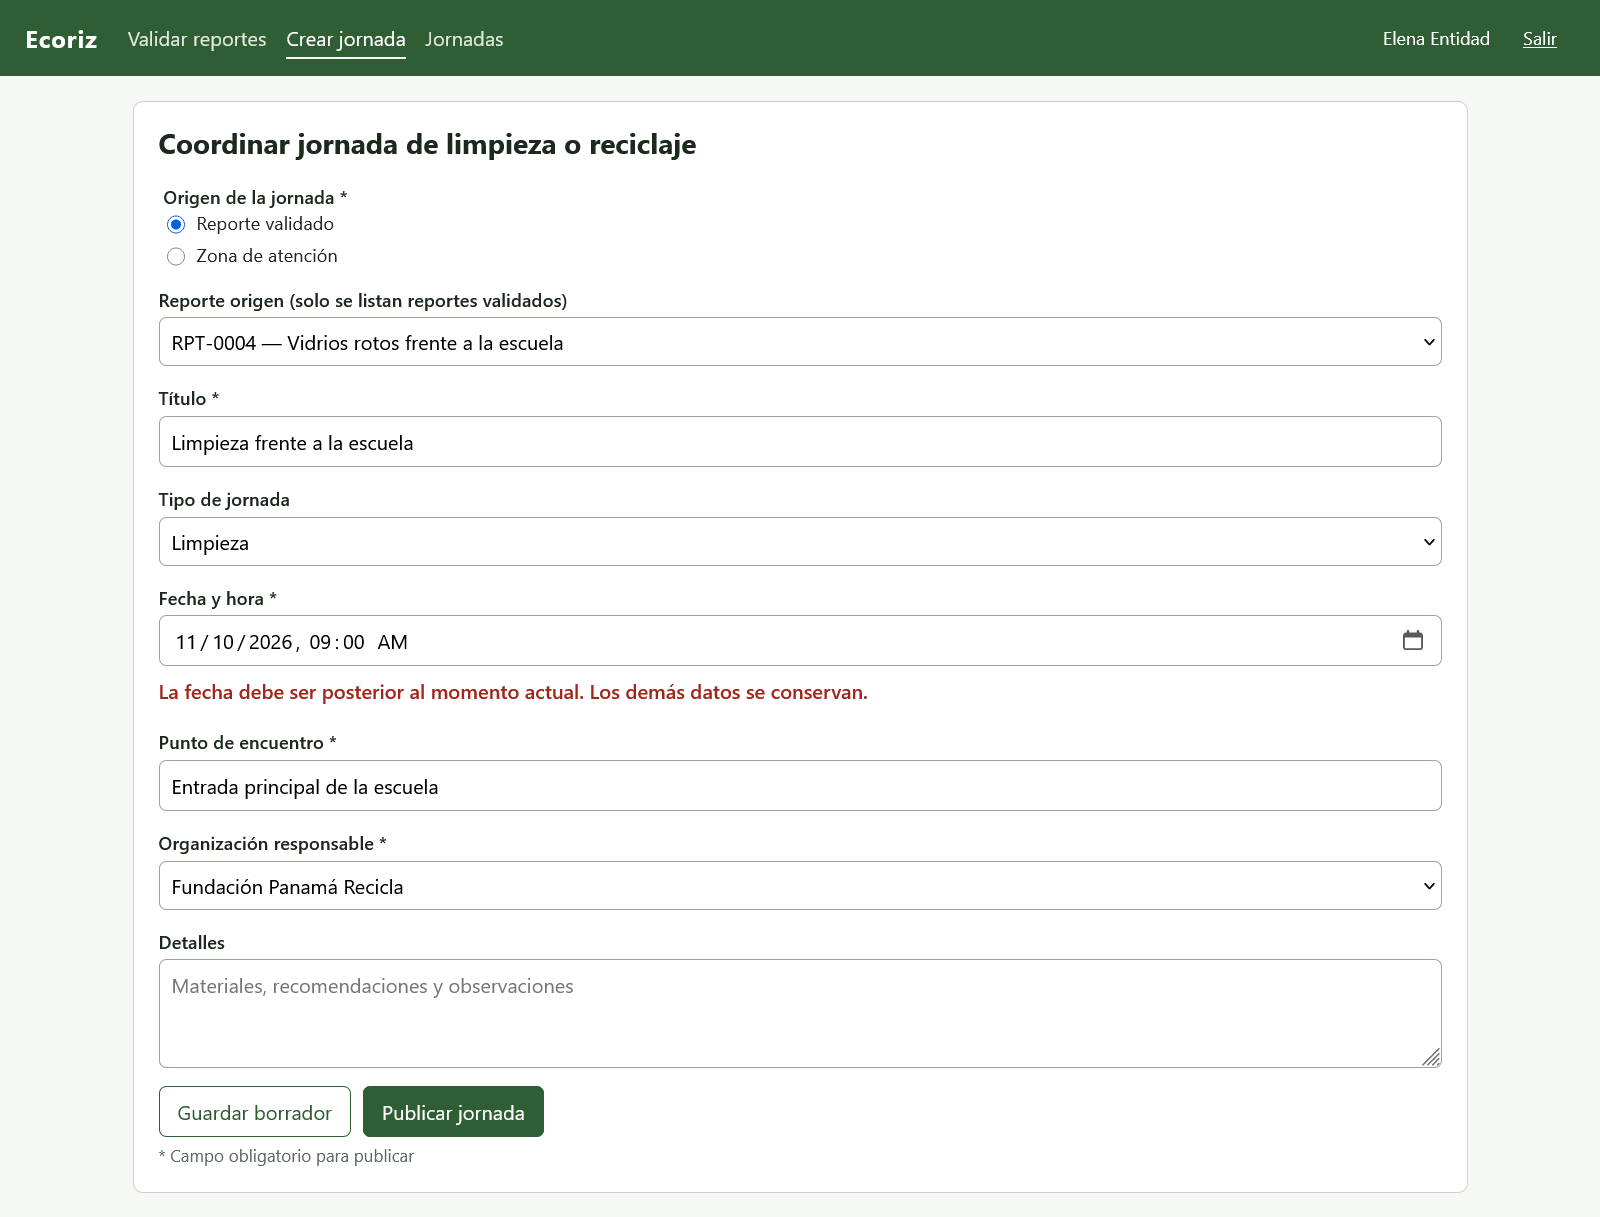 Ecoriz Validar reportes Crear jornada Jornadas Elena Entidad Salir
Coordinar jornada de limpieza o reciclaje
Origen de la jornada *
Reporte validado
Zona de atención
Reporte origen (solo se listan reportes validados)
RPT-0004 — Vidrios rotos frente a la escuela
Título *
Limpieza frente a la escuela
Tipo de jornada
Limpieza
Fecha y hora *
11/10/2026, 09:00 AM
La fecha debe ser posterior al momento actual. Los demás datos se conservan.
Punto de encuentro *
Entrada principal de la escuela
Organización responsable *
Fundación Panamá Recicla
Detalles
Materiales, recomendaciones y observaciones
Guardar borrador Publicar jornada
* Campo obligatorio para publicar